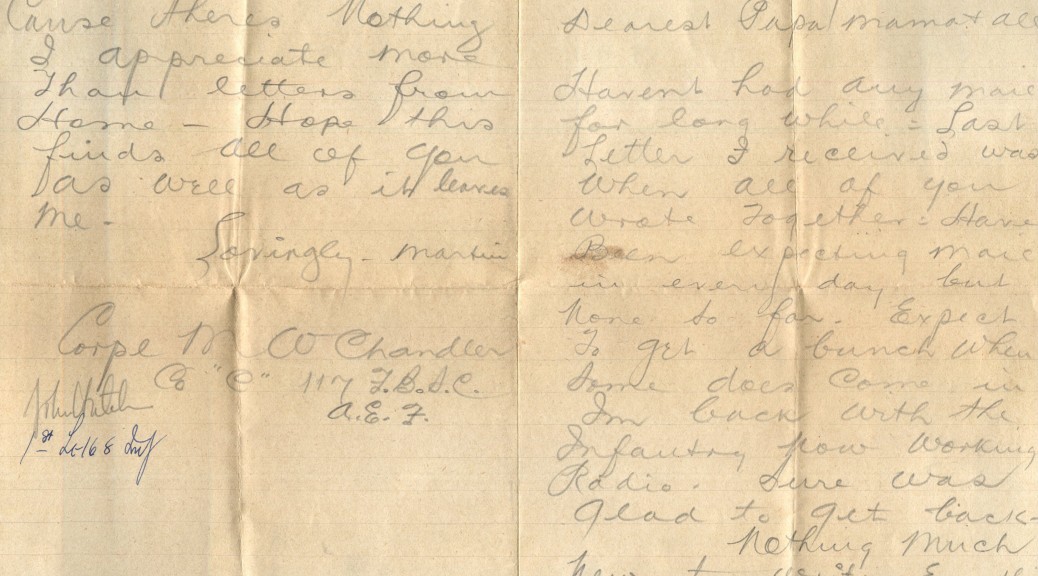 Cause theres Nothing
I appreciate more
Than letters from
Home - Hope this
finds all of you
as well as it leaves
Me -
Lovingly - Martin
Corpl M W Chandler
Co "C" 117 F.B.S.C.
A.E.F.
1st Lt 168 Inf
Dearest Papa Mama & all
Havent had any mail
for long while = Last
Letter I received was
When all of you
Wrote Together = Have
Been expecting mail
in every day but
None so far. Expect
To get a bunch when
Some does Come in
Im back with the
Infantry Now Working
Radio. Sure was
Glad to get back-
Nothing Much